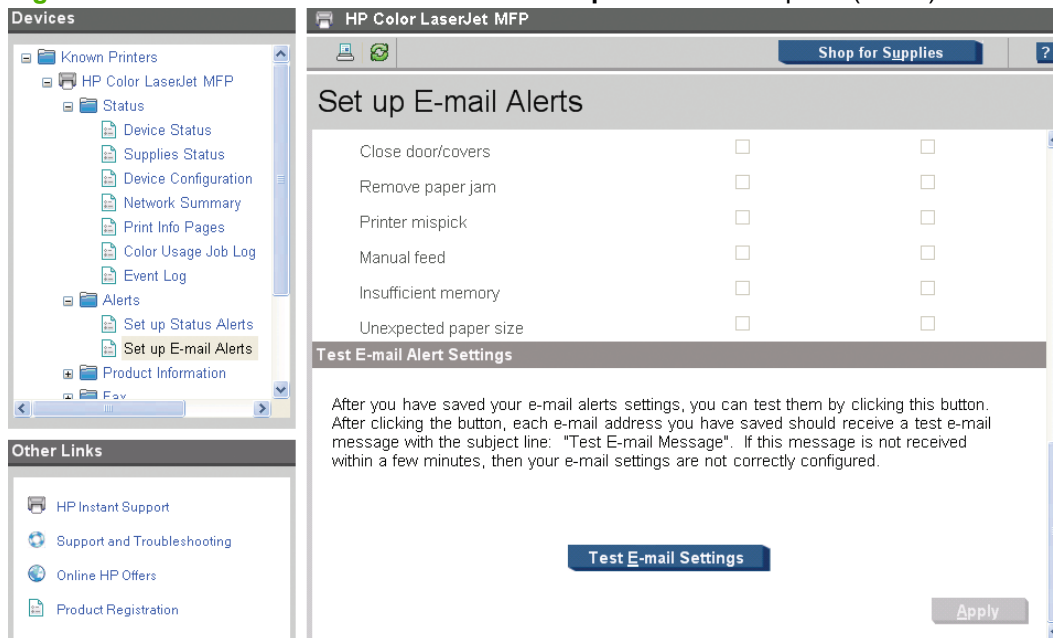 Devices
Known Printers
HP Color LaserJet MFP
Status
Device Status
Supplies Status
Device Configuration
Network Summary
Print Info Pages
Color Usage Job Log
Event Log
Alerts
Set up Status Alerts
Set up E-mail Alerts
Product Information
Fax
Other Links
HP Instant Support
Support and Troubleshooting
Online HP Offers
Product Registration
HP Color LaserJet MFP
Shop for Supplies
?
Set up E-mail Alerts
Close door/covers
Remove paper jam
Printer mispick
Manual feed
Insufficient memory
Unexpected paper size
Test E-mail Alert Settings
After you have saved your e-mail alerts settings, you can test them by clicking this button.
After clicking the button, each e-mail address you have saved should receive a test e-mail
message with the subject line: "Test E-mail Message". If this message is not received
within a few minutes, then your e-mail settings are not correctly configured.
Test E-mail Settings
Apply